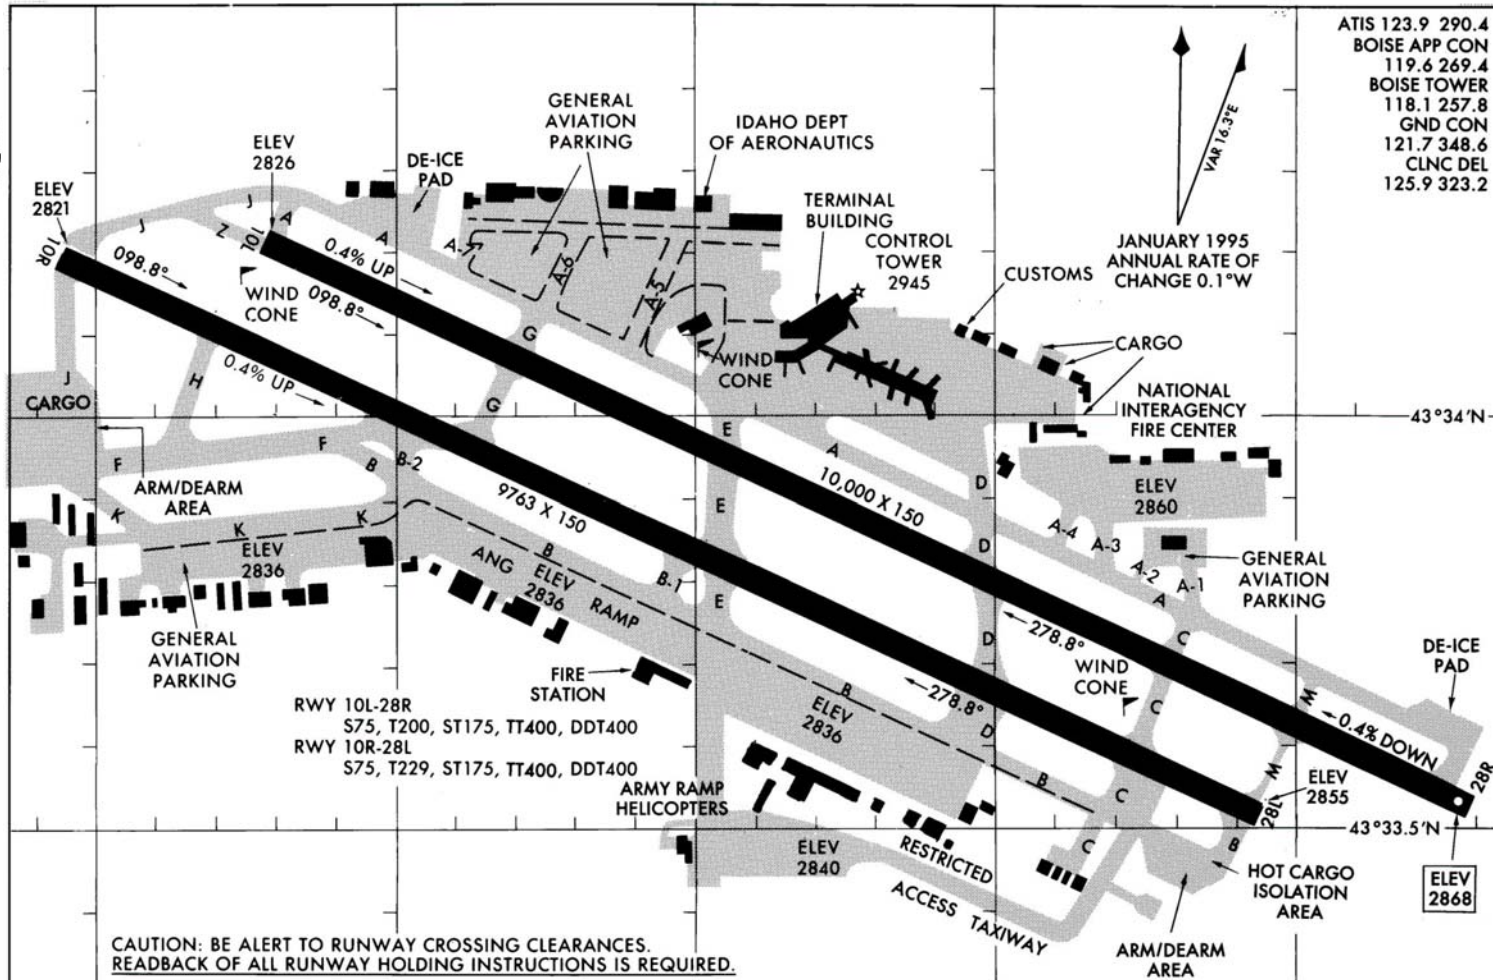 ATIS 123.9 290.4
BOISE APP CON
119.6 269.4
BOISE TOWER
118.1 257.8
GND CON
121.7 348.6
CLNC DEL
125.9 323.2
VAR 16.3°E
JANUARY 1995
ANNUAL RATE OF
CHANGE 0.1°W
GENERAL
AVIATION
PARKING
IDAHO DEPT
OF AERONAUTICS
ELEV
2826
DE-ICE
PAD
ELEV
2821
TERMINAL
BUILDING
CONTROL
TOWER
2945
CUSTOMS
CARGO
NATIONAL
INTERAGENCY
FIRE CENTER
43°34'N
J
J
A
Z
10L
A
A-7
A-6
A-5
10R
098.8°
0.4% UP
WIND
CONE
098.8°
G
WIND
CONE
0.4% UP
J
H
G
CARGO
F
F
B
B-2
E
A
D
ELEV
2860
ARM/DEARM
AREA
9763 X 150
10,000 X 150
K
K
K
E
D
A-4
A-3
A-2
A-1
A
GENERAL
AVIATION
PARKING
ELEV
2836
B
ANG RAMP
ELEV
2836
B-1
E
278.8°
C
D
WIND
CONE
DE-ICE
PAD
GENERAL
AVIATION
PARKING
FIRE
STATION
B
278.8°
C
M
0.4% DOWN
RWY 10L-28R
S75, T200, ST175, TT400, DDT400
RWY 10R-28L
S75, T229, ST175, TT400, DDT400
ELEV
2836
D
B
C
M
28R
ELEV
2855
28L
ARMY RAMP
HELICOPTERS
43°33.5'N
ELEV
2840
RESTRICTED
ACCESS TAXIWAY
C
B
HOT CARGO
ISOLATION
AREA
ELEV
2868
ARM/DEARM
AREA
CAUTION: BE ALERT TO RUNWAY CROSSING CLEARANCES.
READBACK OF ALL RUNWAY HOLDING INSTRUCTIONS IS REQUIRED.